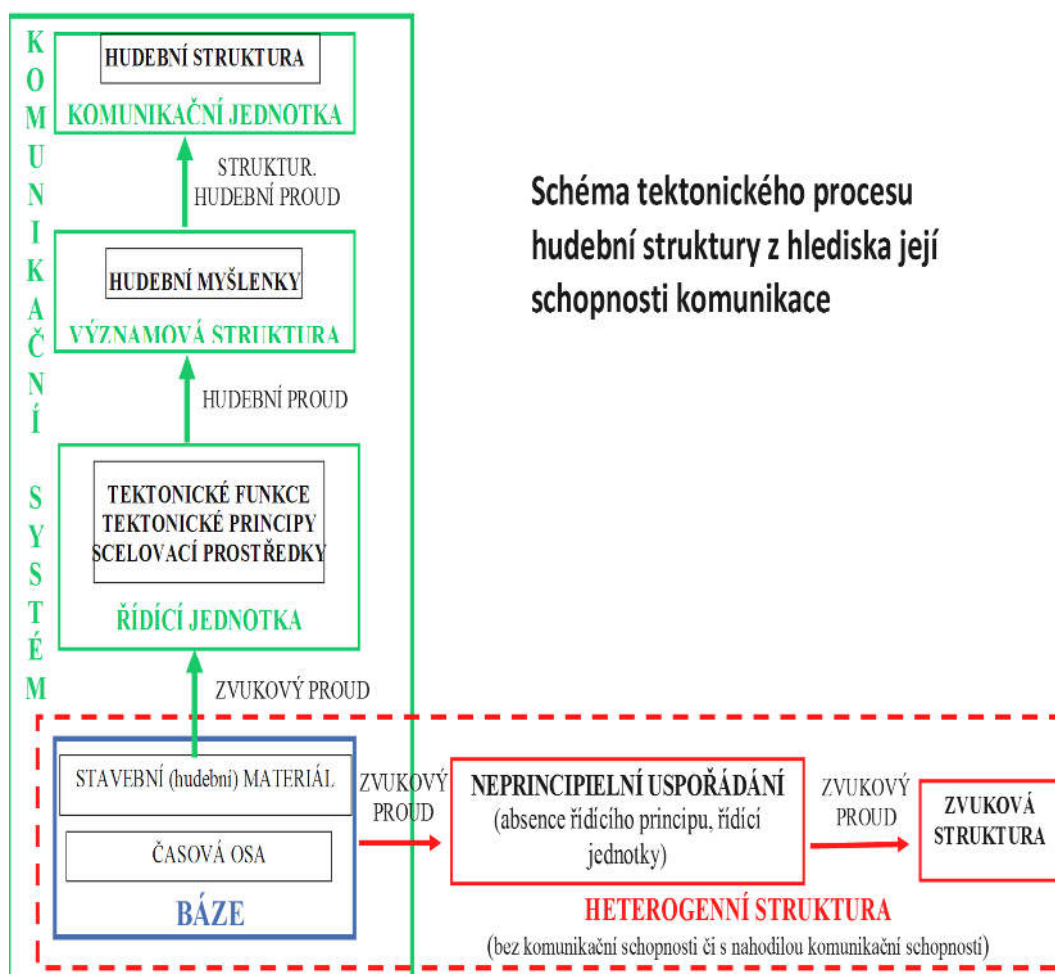 KOMUNIKAČNÍ SYSTÉM
HUDEBNÍ STRUKTURA
KOMUNIKAČNÍ JEDNOTKA
STRUKTUR.
HUDEBNÍ PROUD
HUDEBNÍ MYŠLENKY
VÝZNAMOVÁ STRUKTURA
HUDEBNÍ PROUD
TEKTONICKÉ FUNKCE
TEKTONICKÉ PRINCIPY
SCELOVACÍ PROSTŘEDKY
ŘÍDÍCÍ JEDNOTKA
ZVUKOVÝ PROUD
Schéma tektonického procesu
hudební struktury z hlediska její
schopnosti komunikace
STAVEBNÍ (hudební) MATERIÁL
ČASOVÁ OSA
BÁZE
ZVUKOVÝ
PROUD
NEPRINCIPIELNÍ USPOŘÁDÁNÍ
(absence řídícího principu, řídící
jednotky)
ZVUKOVÝ
PROUD
ZVUKOVÁ
STRUKTURA
HETEROGENNÍ STRUKTURA
(bez komunikační schopnosti či s nahodilou komunikační schopností)